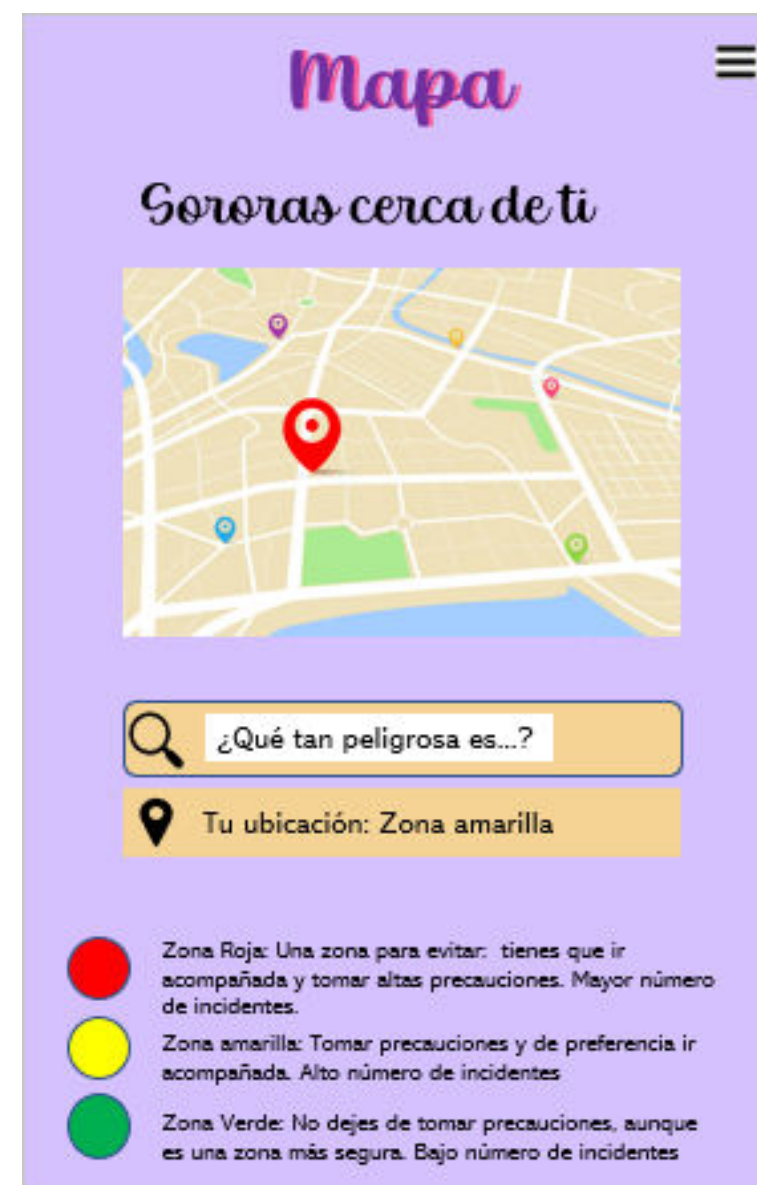 Mapa
Sororas cerca de ti
¿Qué tan peligrosa es...?
Tu ubicación: Zona amarilla
Zona Roja: Una zona para evitar: tienes que ir
acompañada y tomar altas precauciones. Mayor número
de incidentes.
Zona amarilla: Tomar precauciones y de preferencia ir
acompañada. Alto número de incidentes
Zona Verde: No dejes de tomar precauciones, aunque
es una zona más segura. Bajo número de incidentes